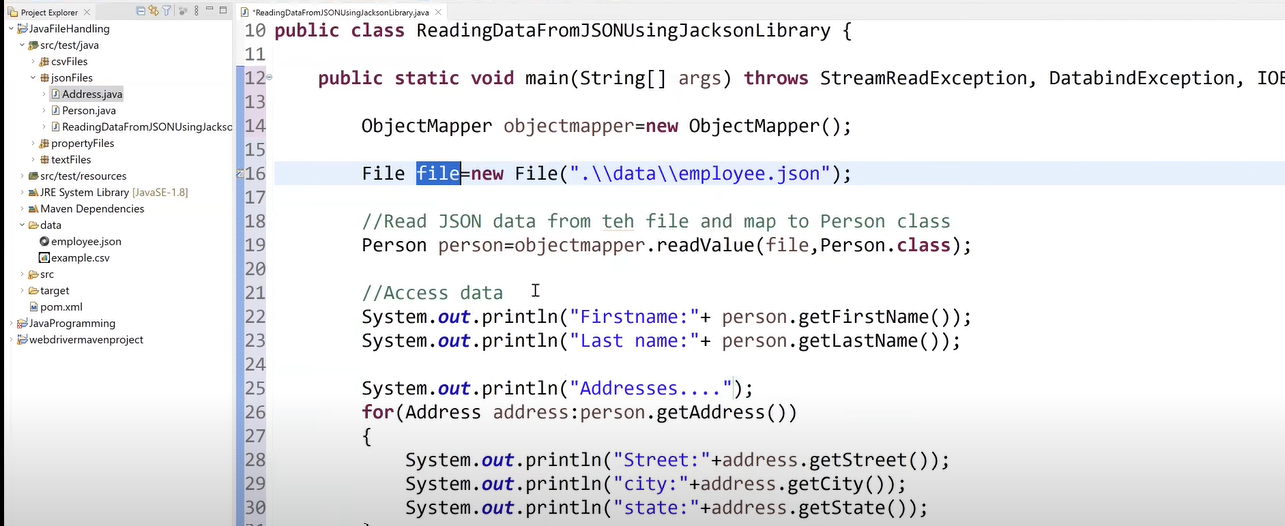 Project Explorer
*ReadingDataFromJSONUsingJacksonLibrary.java
JavaFileHandling
src/test/java
csvFiles
jsonFiles
Address.java
Person.java
ReadingDataFromJSONUsingJackso
propertyFiles
textFiles
src/test/resources
JRE System Library [JavaSE-1.8]
Maven Dependencies
data
employee.json
example.csv
src
target
pom.xml
JavaProgramming
webdrivermavenproject
10 public class ReadingDataFromJSONUsingJacksonLibrary {
11
12 public static void main(String[] args) throws StreamReadException, DatabindException, IOE
13
14 ObjectMapper objectmapper=new ObjectMapper();
15
16 File file=new File(".\\data\\employee.json");
17
18 //Read JSON data from teh file and map to Person class
19 Person person=objectmapper.readValue(file,Person.class);
20
21 //Access data
22 System.out.println("Firstname:"+ person.getFirstName());
23 System.out.println("Last name:"+ person.getLastName());
24
25 System.out.println("Addresses....");
26 for(Address address:person.getAddress())
27 {
28 System.out.println("Street:"+address.getStreet());
29 System.out.println("city:"+address.getCity());
30 System.out.println("state:"+address.getState());